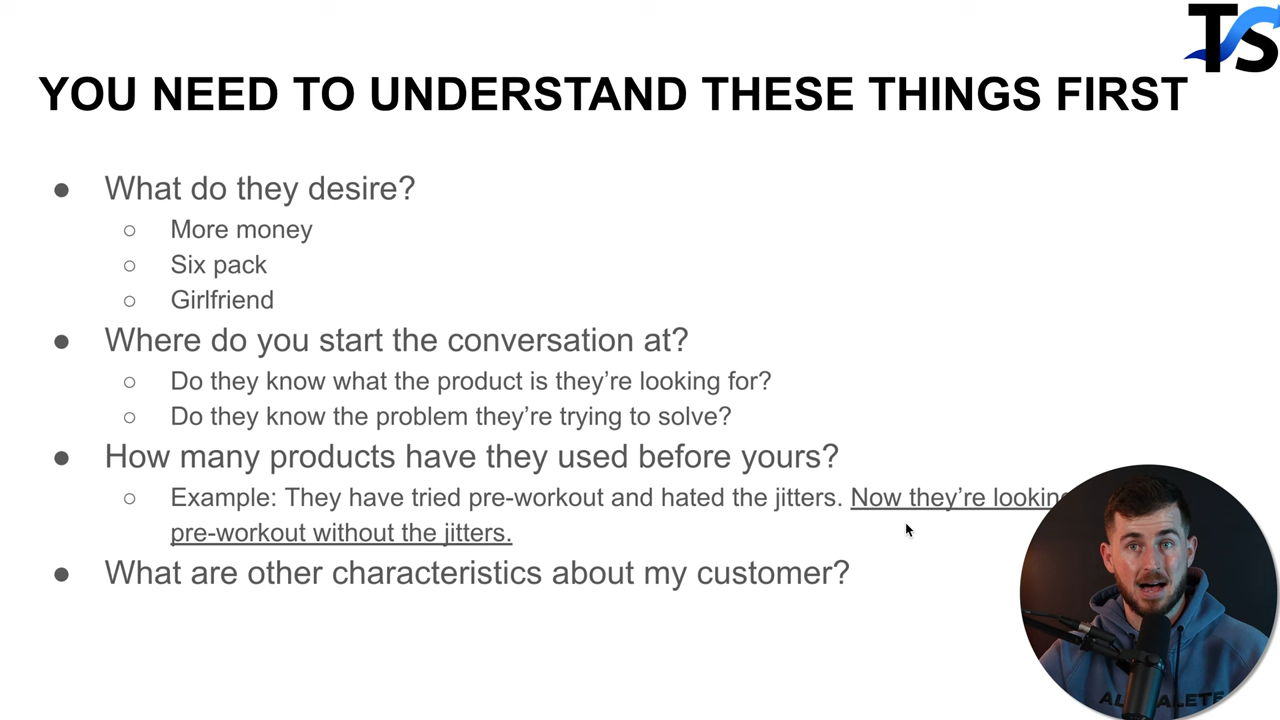 TS
YOU NEED TO UNDERSTAND THESE THINGS FIRST
● What do they desire?
○ More money
○ Six pack
○ Girlfriend
○ Where do you start the conversation at?
○ Do they know what the product is they’re looking for?
○ Do they know the problem they’re trying to solve?
● How many products have they used before yours?
○ Example: They have tried pre-workout and hated the jitters. Now they’re
pre-workout without the jitters.
● What are other characteristics about my customer?